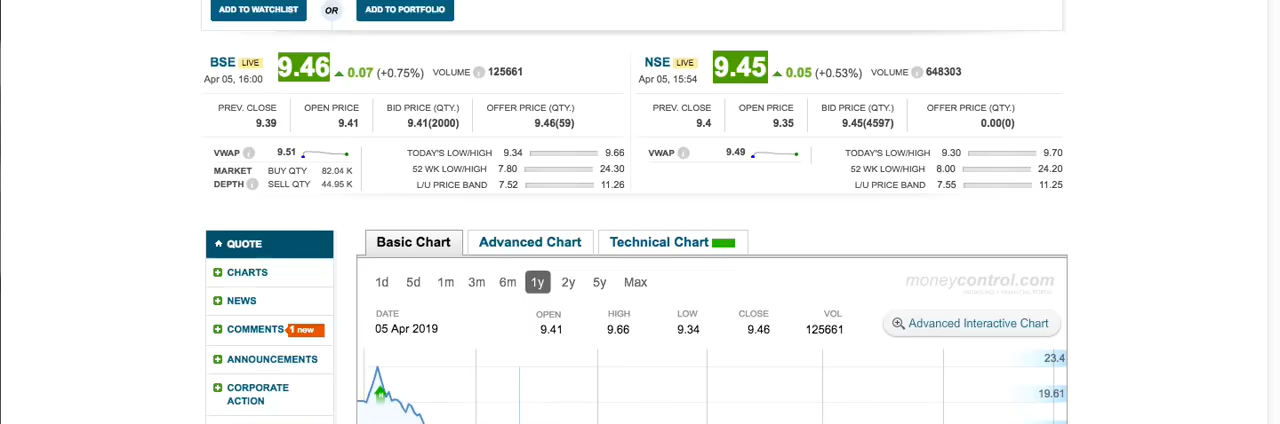 ADD TO WATCHLIST OR ADD TO PORTFOLIO
BSE LIVE 9.46 0.07 (+0.75%) VOLUME i 125661
Apr 05, 16:00
NSE LIVE 9.45 0.05 (+0.53%) VOLUME i 648303
Apr 05, 15:54
PREV. CLOSE OPEN PRICE BID PRICE (QTY.) OFFER PRICE (QTY.)
9.39 9.41 9.41(2000) 9.46(59)
PREV. CLOSE OPEN PRICE BID PRICE (QTY.) OFFER PRICE (QTY.)
9.4 9.35 9.45(4597) 0.00(0)
VWAP i 9.51
MARKET BUY QTY 82.04 K
DEPTH i SELL QTY 44.95 K
TODAY'S LOW/HIGH 9.34 9.66
52 WK LOW/HIGH 7.80 24.30
L/U PRICE BAND 7.52 11.26
VWAP i 9.49
TODAY'S LOW/HIGH 9.30 9.70
52 WK LOW/HIGH 8.00 24.20
L/U PRICE BAND 7.55 11.25
QUOTE
CHARTS
NEWS
COMMENTS 1 new
ANNOUNCEMENTS
CORPORATE
ACTION
Basic Chart Advanced Chart Technical Chart
1d 5d 1m 3m 6m 1y 2y 5y Max
moneycontrol.com
DATE OPEN HIGH LOW CLOSE VOL
05 Apr 2019 9.41 9.66 9.34 9.46 125661
Advanced Interactive Chart
23.4
19.61